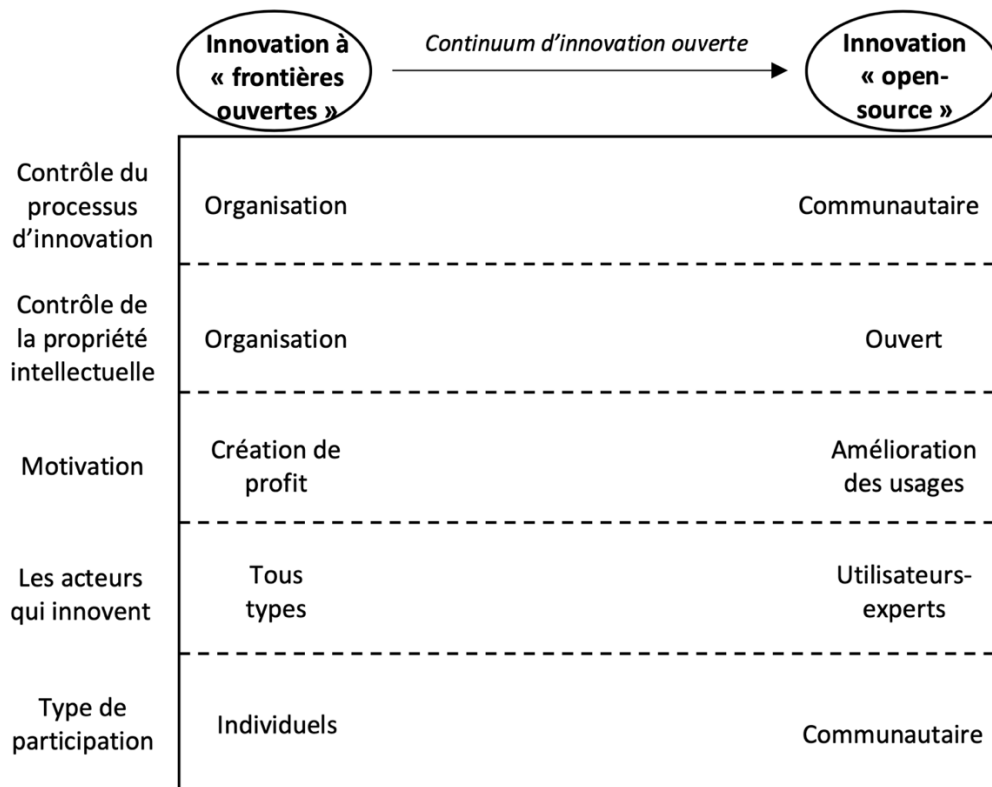 Innovation à
« frontières
ouvertes »
Continuum d’innovation ouverte
Innovation
« open-
source »
Contrôle du
processus
d’innovation
Organisation
Communautaire
Contrôle de
la propriété
intellectuelle
Organisation
Ouvert
Motivation
Création de
profit
Amélioration
des usages
Les acteurs
qui innovent
Tous
types
Utilisateurs-
experts
Type de
participation
Individuels
Communautaire